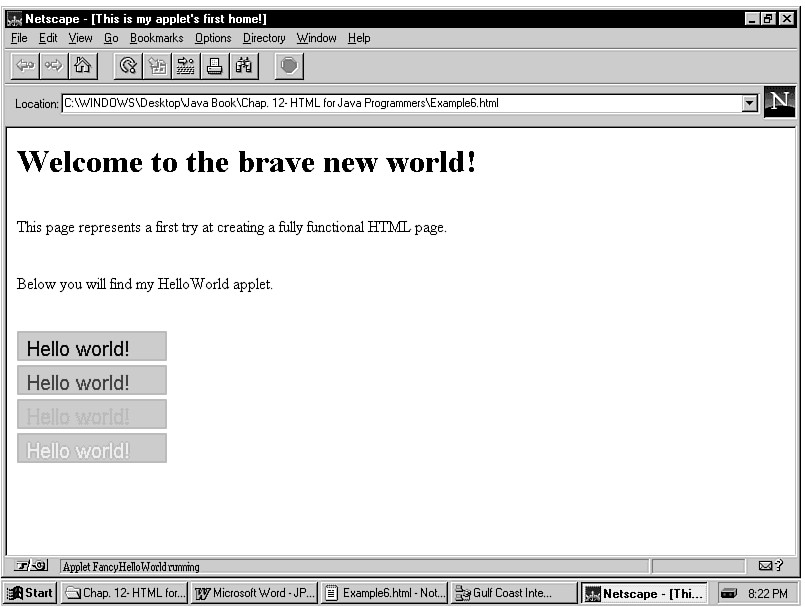 Netscape - [This is my applet's first home!]
File Edit View Go Bookmarks Options Directory Window Help
Location: C:\WINDOWS\Desktop\Java Book\Chap. 12- HTML for Java Programmers\Example6.html
N
Welcome to the brave new world!
This page represents a first try at creating a fully functional HTML page.
Below you will find my HelloWorld applet.
Hello world!
Hello world!
Hello world!
Hello world!
Applet FancyHelloWorld running
?
Start Chap. 12- HTML for... Microsoft Word - JP... Example6.html - Not... Gulf Coast Inte... Netscape - [Thi... 8:22 PM